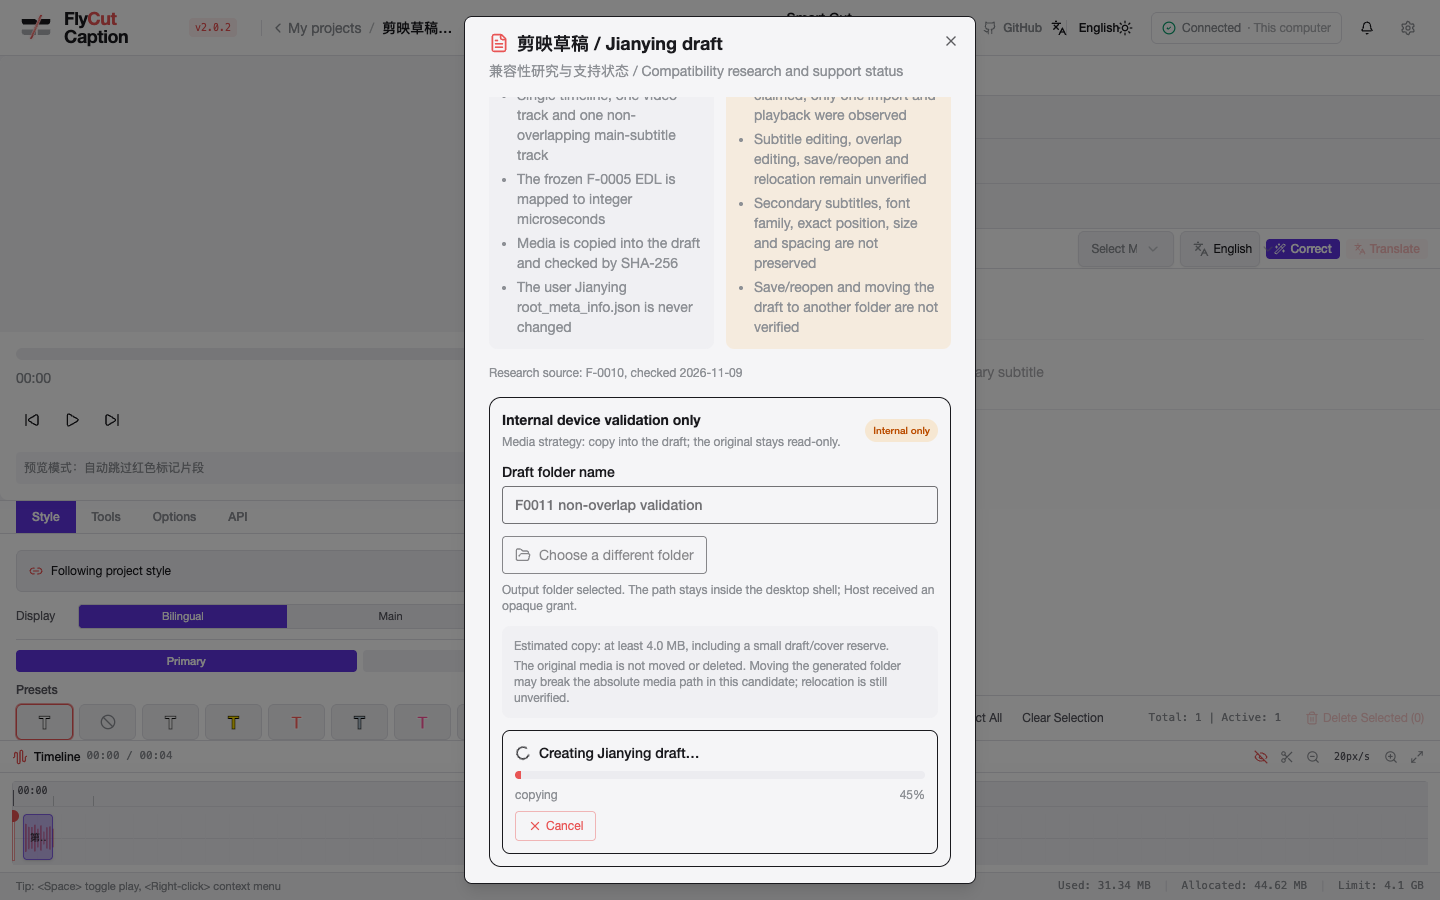 FlyCut
Caption
v2.0.2
My projects / 剪映草稿...
GitHub
English
Connected · This computer
剪映草稿 / Jianying draft
兼容性研究与支持状态 / Compatibility research and support status
track and one non-
overlapping main-subtitle
track
The frozen F-0005 EDL is
mapped to integer
microseconds
Media is copied into the draft
and checked by SHA-256
The user Jianying
root_meta_info.json is never
changed
playback were observed
Subtitle editing, overlap
editing, save/reopen and
relocation remain unverified
Secondary subtitles, font
family, exact position, size
and spacing are not
preserved
Save/reopen and moving the
draft to another folder are not
verified
Research source: F-0010, checked 2026-11-09
Internal device validation only
Internal only
Media strategy: copy into the draft; the original stays read-only.
Draft folder name
F0011 non-overlap validation
Choose a different folder
Output folder selected. The path stays inside the desktop shell; Host received an
opaque grant.
Estimated copy: at least 4.0 MB, including a small draft/cover reserve.
The original media is not moved or deleted. Moving the generated folder
may break the absolute media path in this candidate; relocation is still
unverified.
Creating Jianying draft...
copying
45%
Cancel
Select M
English
Correct
Translate
ary subtitle
00:00
预览模式：自动跳过红色标记片段
Style
Tools
Options
API
Following project style
Display
Bilingual
Main
Primary
Presets
ct All
Clear Selection
Total: 1 | Active: 1
Delete Selected (0)
Timeline 00:00 / 00:04
20px/s
00:00
第...
Tip: <Space> toggle play, <Right-click> context menu
Used: 31.34 MB
Allocated: 44.62 MB
Limit: 4.1 GB